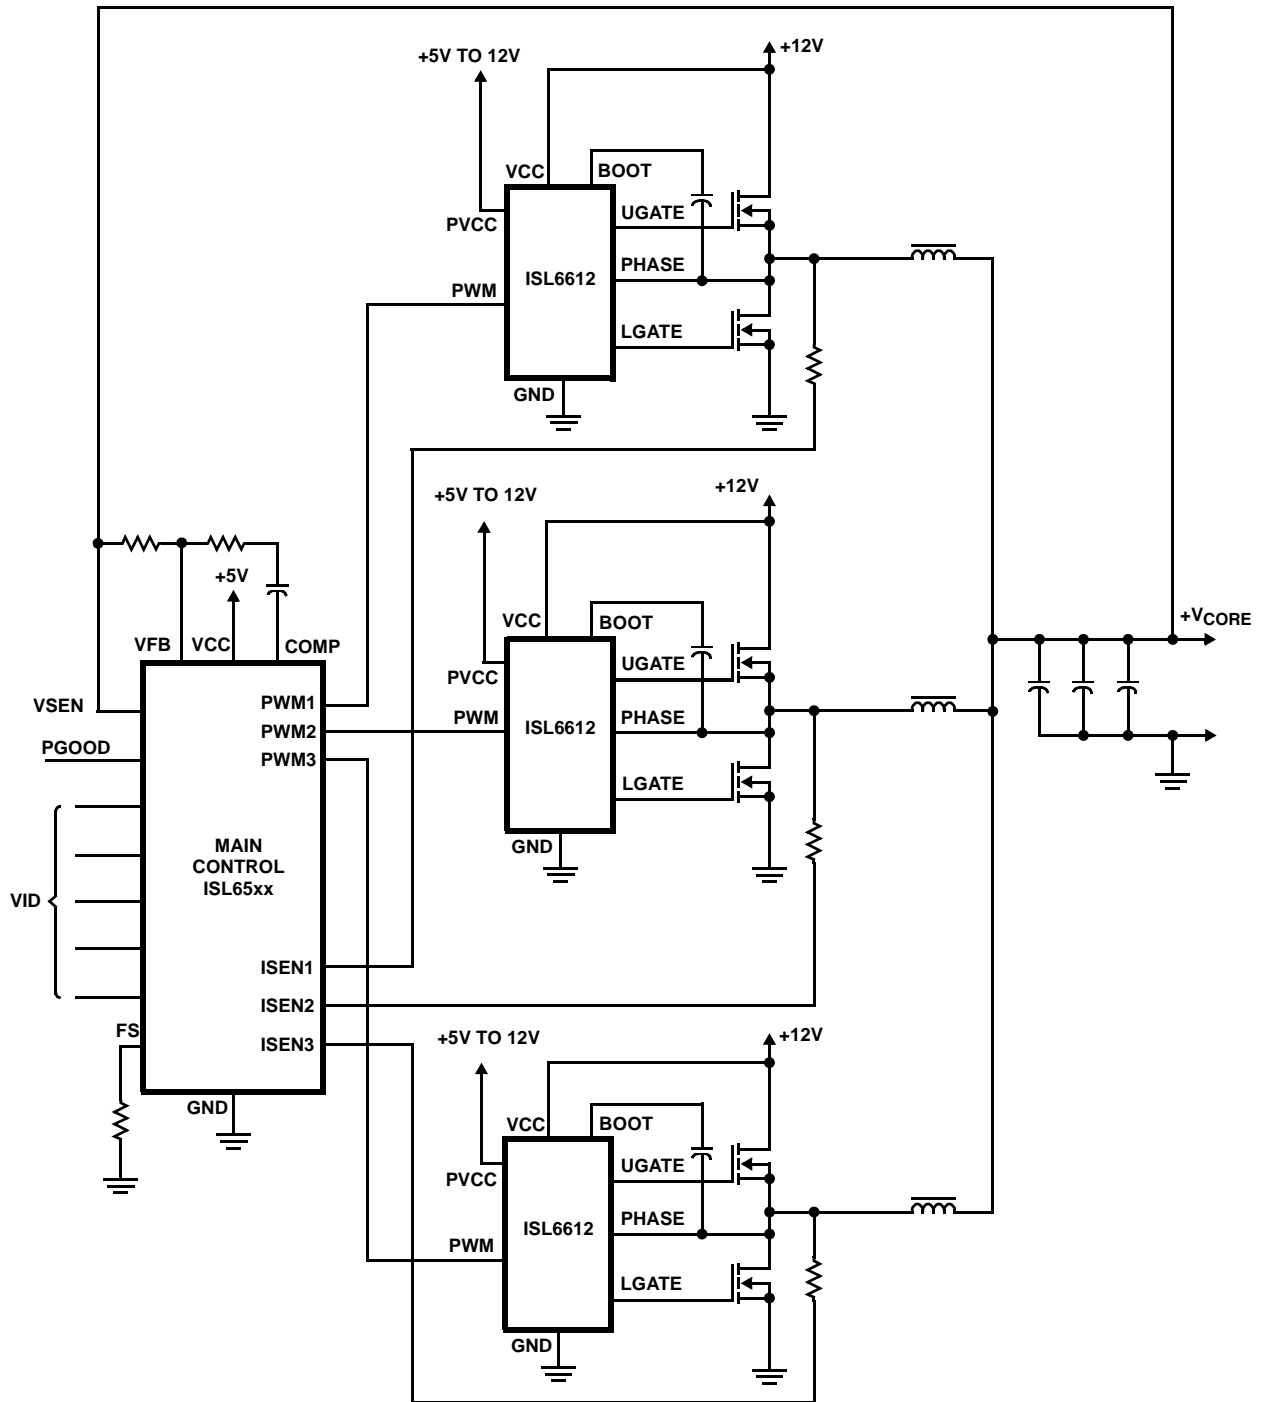 +12V
+5V TO 12V
VCC
BOOT
UGATE
PVCC
PHASE
ISL6612
PWM
LGATE
GND
+12V
+5V TO 12V
+5V
VCC
BOOT
+VCORE
VFB
VCC
COMP
UGATE
PVCC
VSEN
PWM1
PWM
PHASE
ISL6612
PWM2
PGOOD
PWM3
LGATE
MAIN
CONTROL
ISL65xx
GND
VID
ISEN1
ISEN2
FS
+12V
+5V TO 12V
ISEN3
GND
VCC
BOOT
UGATE
PVCC
PHASE
ISL6612
PWM
LGATE
GND